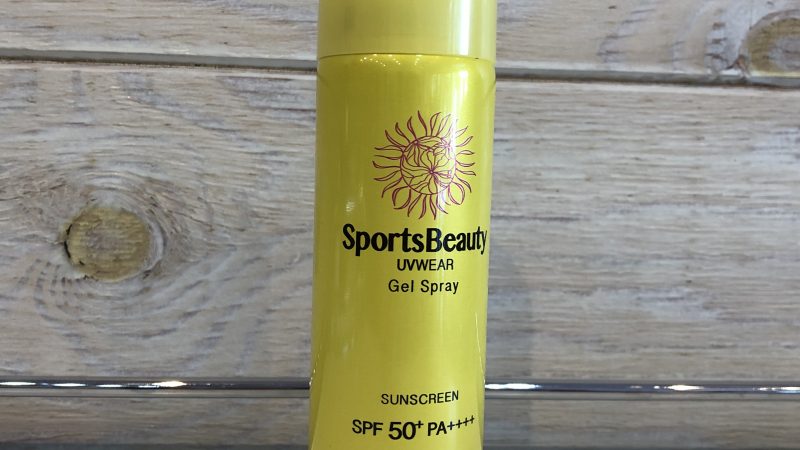 SportsBeauty
UVWEAR
Gel Spray
SUNSCREEN
SPF 50+ PA++++